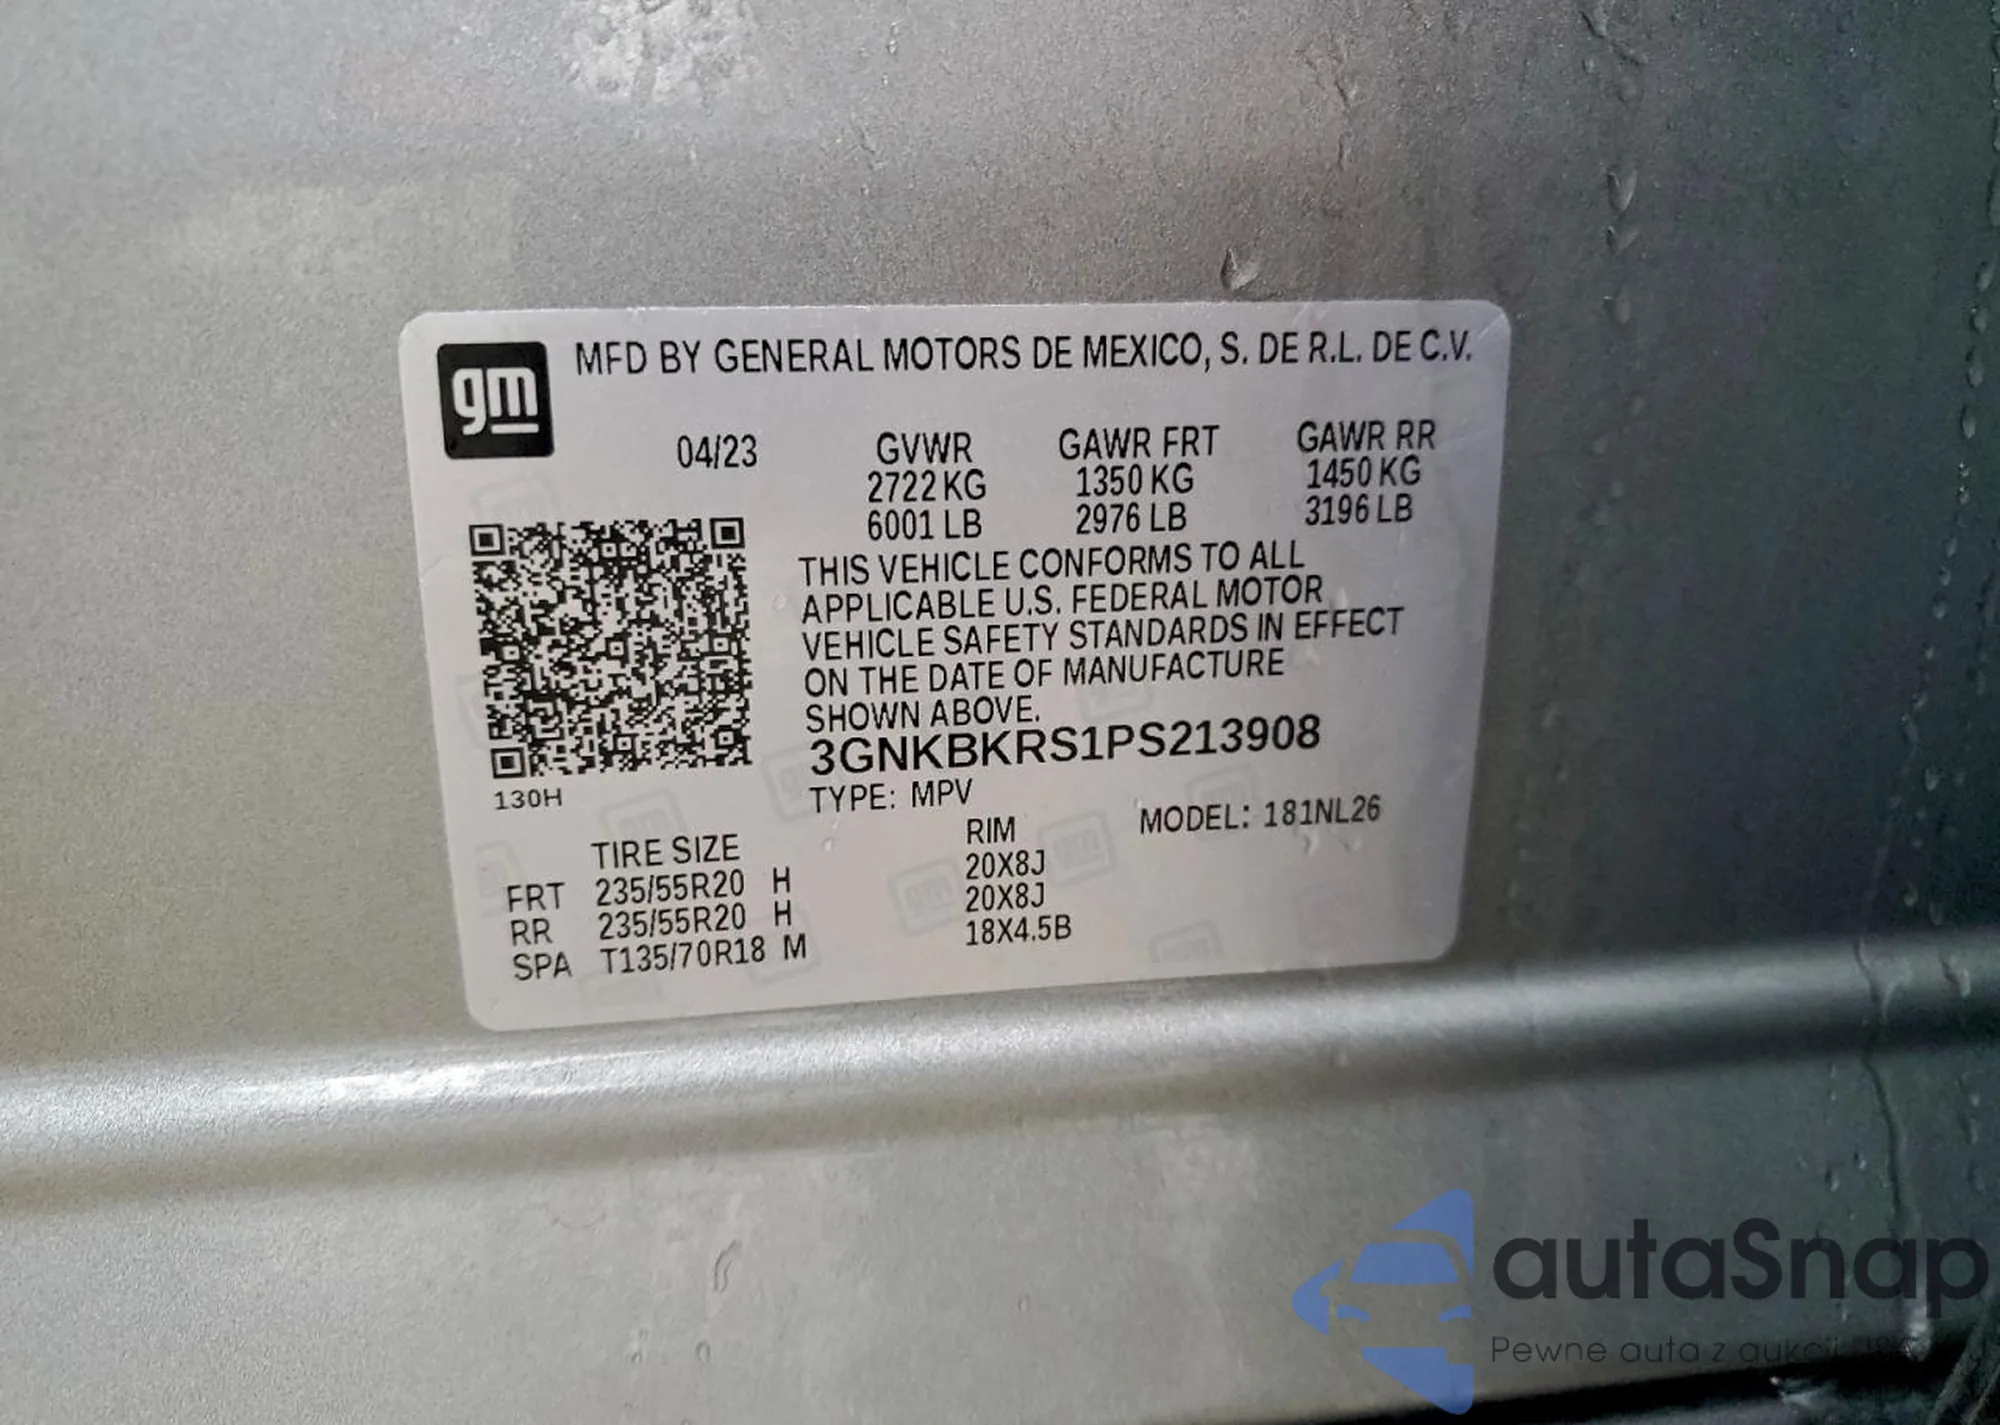 gm
MFD BY GENERAL MOTORS DE MEXICO, S. DE R.L. DE C.V.
04/23 GVWR GAWR FRT GAWR RR
2722 KG 1350 KG 1450 KG
6001 LB 2976 LB 3196 LB
THIS VEHICLE CONFORMS TO ALL
APPLICABLE U.S. FEDERAL MOTOR
VEHICLE SAFETY STANDARDS IN EFFECT
ON THE DATE OF MANUFACTURE
SHOWN ABOVE.
3GNKBKRS1PS213908
130H
TYPE: MPV
MODEL: 181NL26
TIRE SIZE RIM
FRT 235/55R20 H 20X8J
RR 235/55R20 H 20X8J
SPA T135/70R18 M 18X4.5B
autaSnap
Pewne auta z aukcji